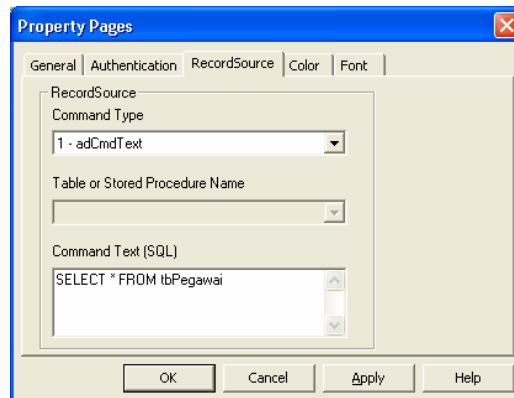 Property Pages
General Authentication RecordSource Color Font
RecordSource
Command Type
1 - adCmdText
Table or Stored Procedure Name
Command Text (SQL)
SELECT * FROM tbPegawai
OK Cancel Apply Help